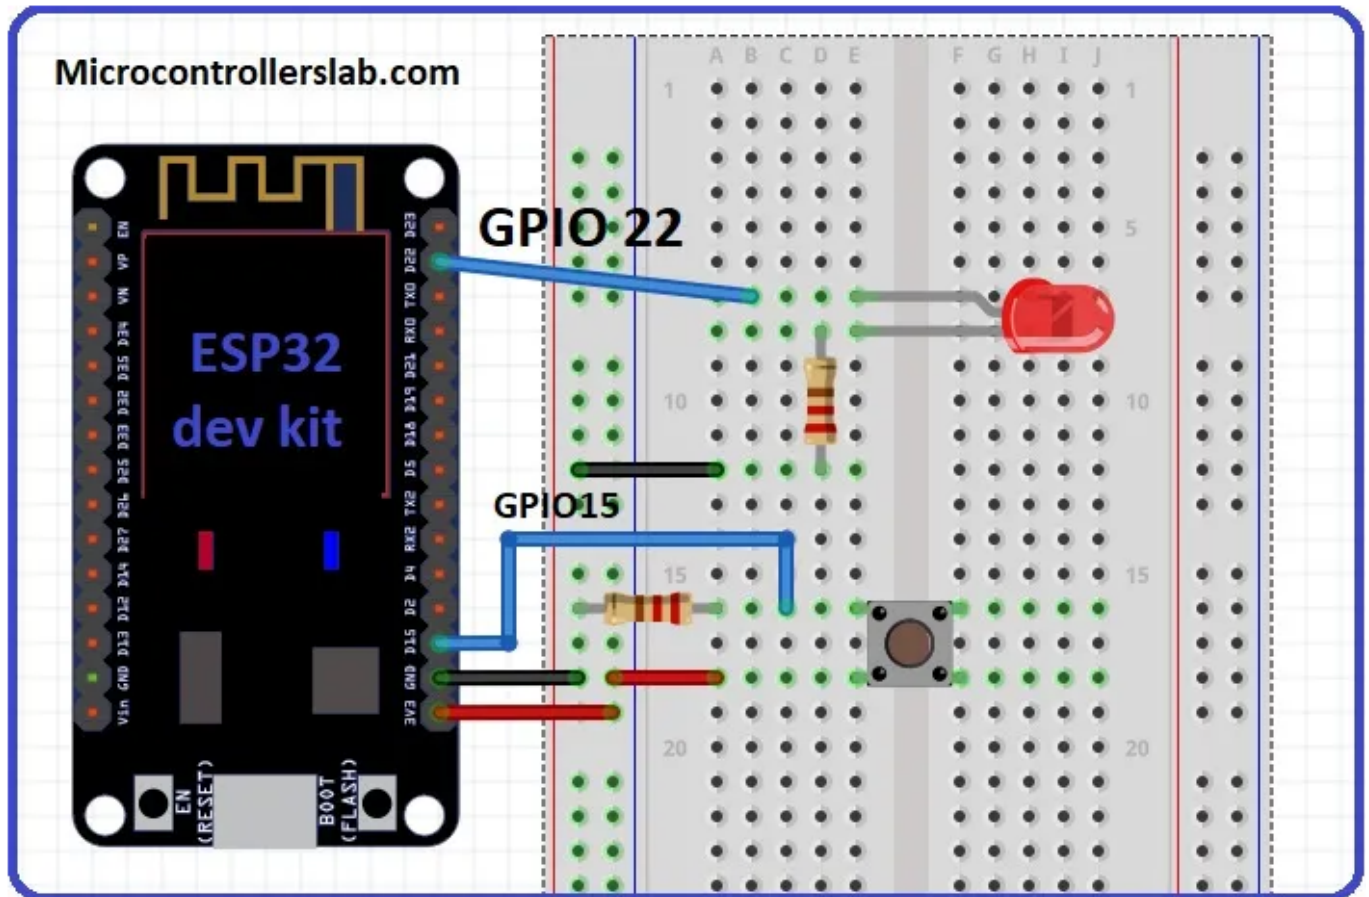 Microcontrollerslab.com
A B C D E F G H I J
1 1
GPIO 22
5
10 10
GPIO15
15 15
20 20
ESP32
dev kit
EN
VP
VN
D34
D35
D32
D33
D25
D26
D27
D14
D12
D13
GND
Vin
D23
D22
TX0
RX0
D21
D19
D18
D5
TX2
RX2
D4
D2
D15
GND
3V3
EN
(RESET)
BOOT
(FLASH)